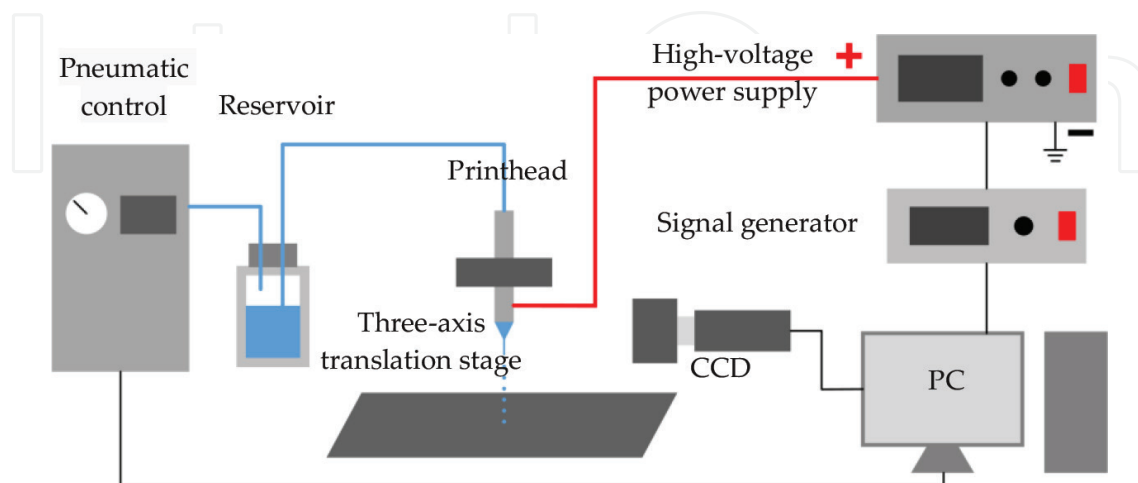 Pneumatic
control
Reservoir
Printhead
High-voltage
power supply
Signal generator
Three-axis
translation stage
CCD
PC